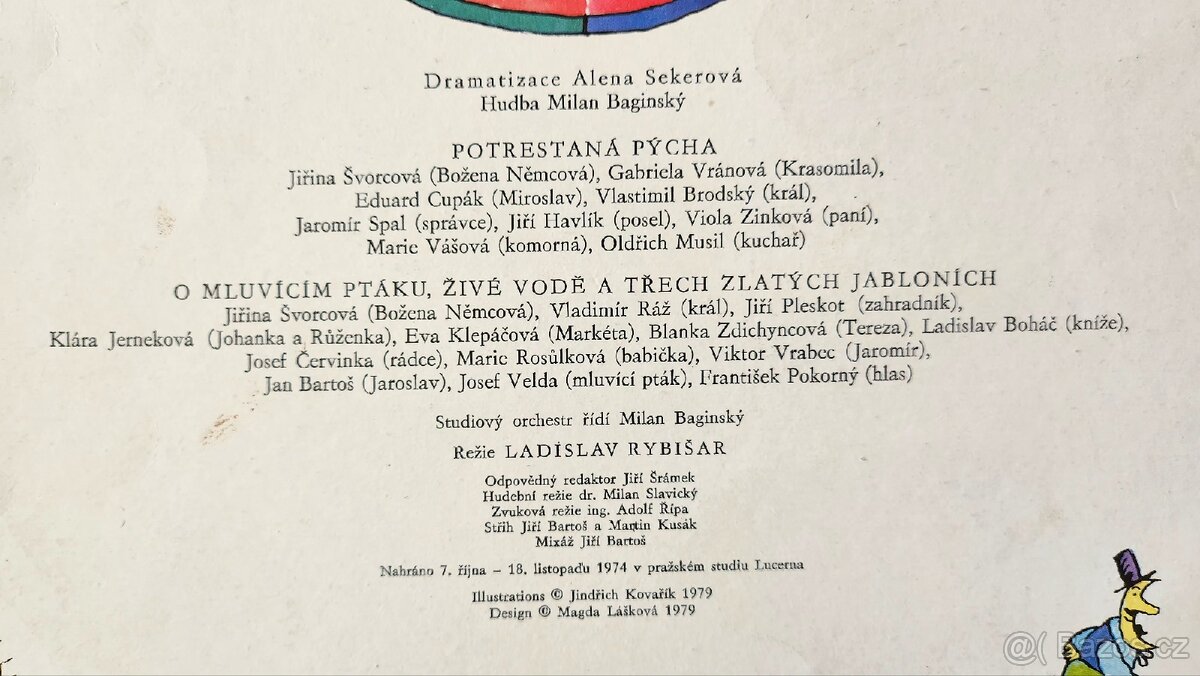 Dramatizace Alena Sekerová
Hudba Milan Baginský
POTRESTANÁ PÝCHA
Jiřina Švorcová (Božena Němcová), Gabriela Vránová (Krasomila),
Eduard Cupák (Miroslav), Vlastimil Brodský (král),
Jaromír Spal (správce), Jiří Havlík (posel), Viola Zinková (paní),
Marie Vášová (komorná), Oldřich Musil (kuchař)
O MLUVÍCÍM PTÁKU, ŽIVÉ VODĚ A TŘECH ZLATÝCH JABLONÍCH
Jiřina Švorcová (Božena Němcová), Vladimír Ráž (král), Jiří Pleskot (zahradník),
Klára Jerneková (Johanka a Růženka), Eva Klepáčová (Markéta), Blanka Zdichyncová (Tereza), Ladislav Boháč (kníže),
Josef Červinka (rádce), Marie Rosůlková (babička), Viktor Vrabec (Jaromír),
Jan Bartoš (Jaroslav), Josef Velda (mluvící pták), František Pokorný (hlas)
Studiový orchestr řídí Milan Baginský
Režie LADISLAV RYBIŠAR
Odpovědný redaktor Jiří Šrámek
Hudební režie dr. Milan Slavický
Zvuková režie ing. Adolf Řípa
Střih Jiří Bartoš a Martin Kusák
Mixáž Jiří Bartoš
Nahráno 7. října – 18. listopadu 1974 v pražském studiu Lucerna
Illustrations © Jindřich Kovařík 1979
Design © Magda Lášková 1979
@( Bazos.cz